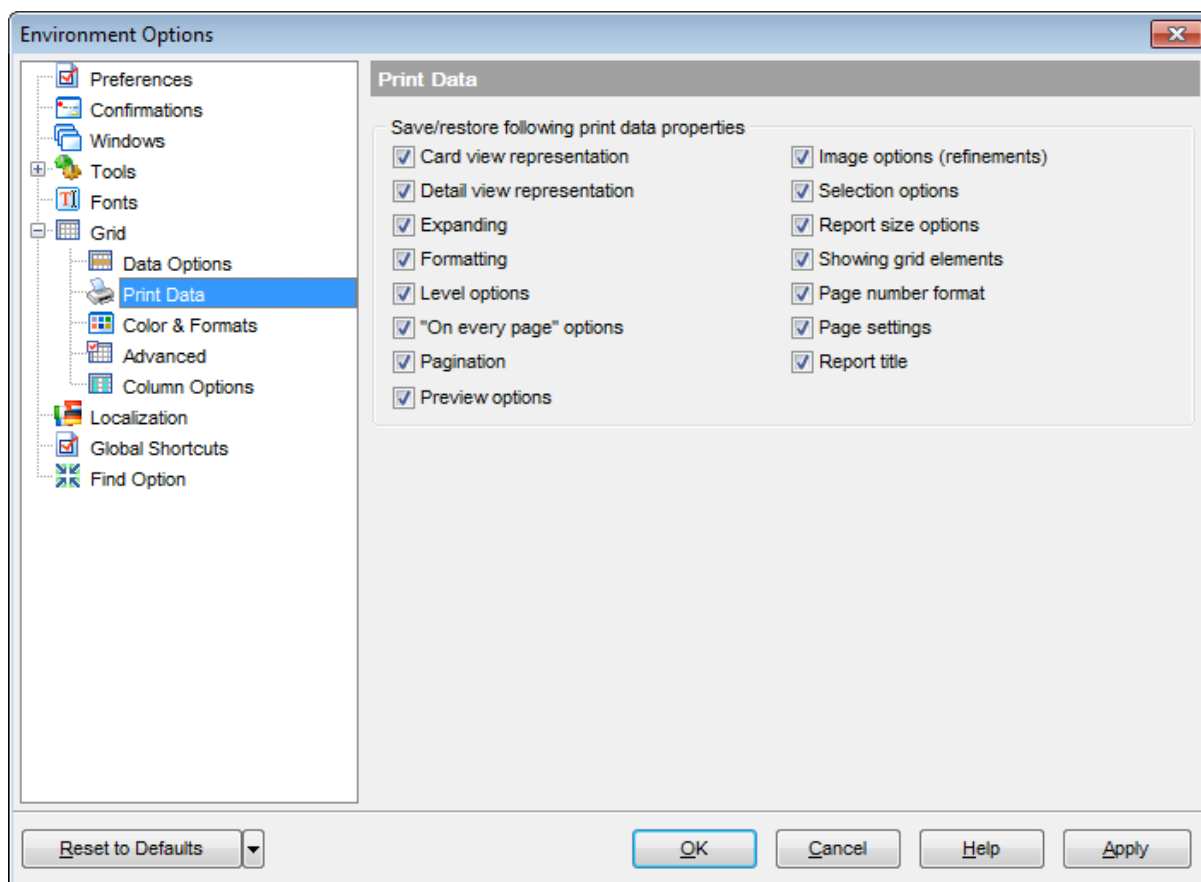 Environment Options
Preferences
Confirmations
Windows
Tools
Fonts
Grid
Data Options
Print Data
Color & Formats
Advanced
Column Options
Localization
Global Shortcuts
Find Option
Print Data
Save/restore following print data properties
Card view representation
Detail view representation
Expanding
Formatting
Level options
"On every page" options
Pagination
Preview options
Image options (refinements)
Selection options
Report size options
Showing grid elements
Page number format
Page settings
Report title
Reset to Defaults
OK
Cancel
Help
Apply